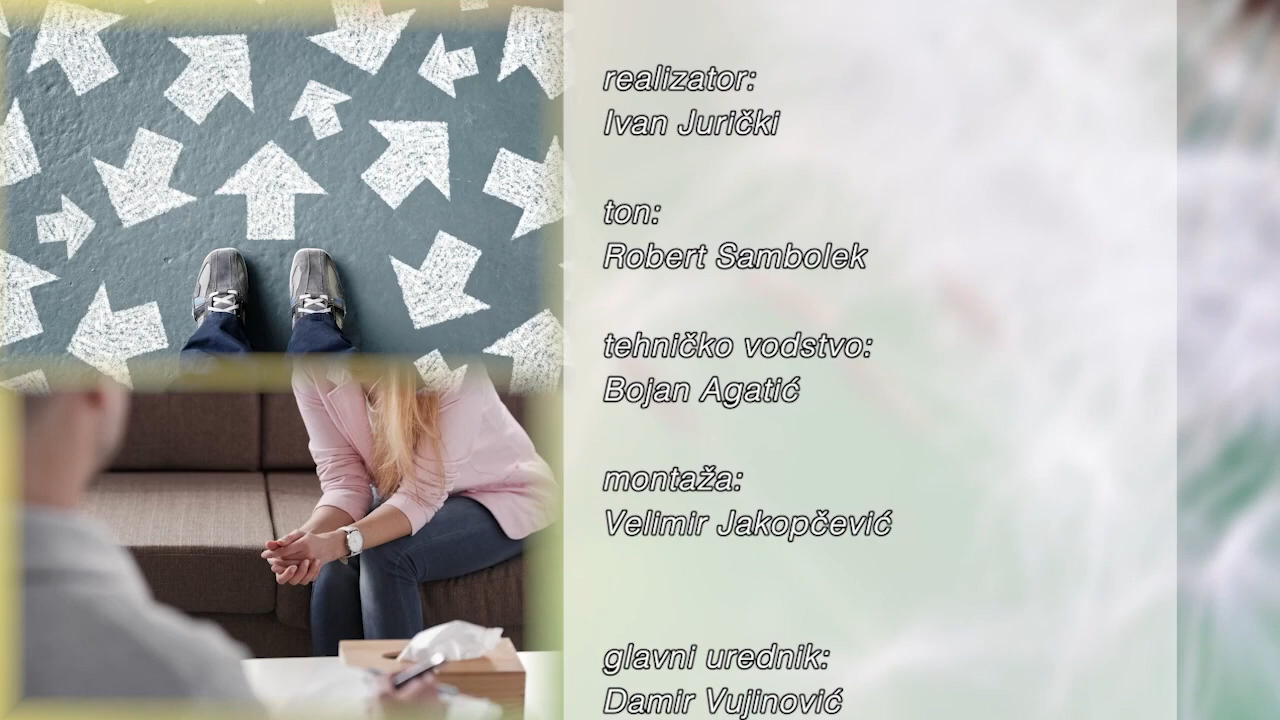 realizator:
Ivan Jurički
ton:
Robert Sambolek
tehničko vodstvo:
Bojan Agatić
montaža:
Velimir Jakopčević
glavni urednik:
Damir Vujinović